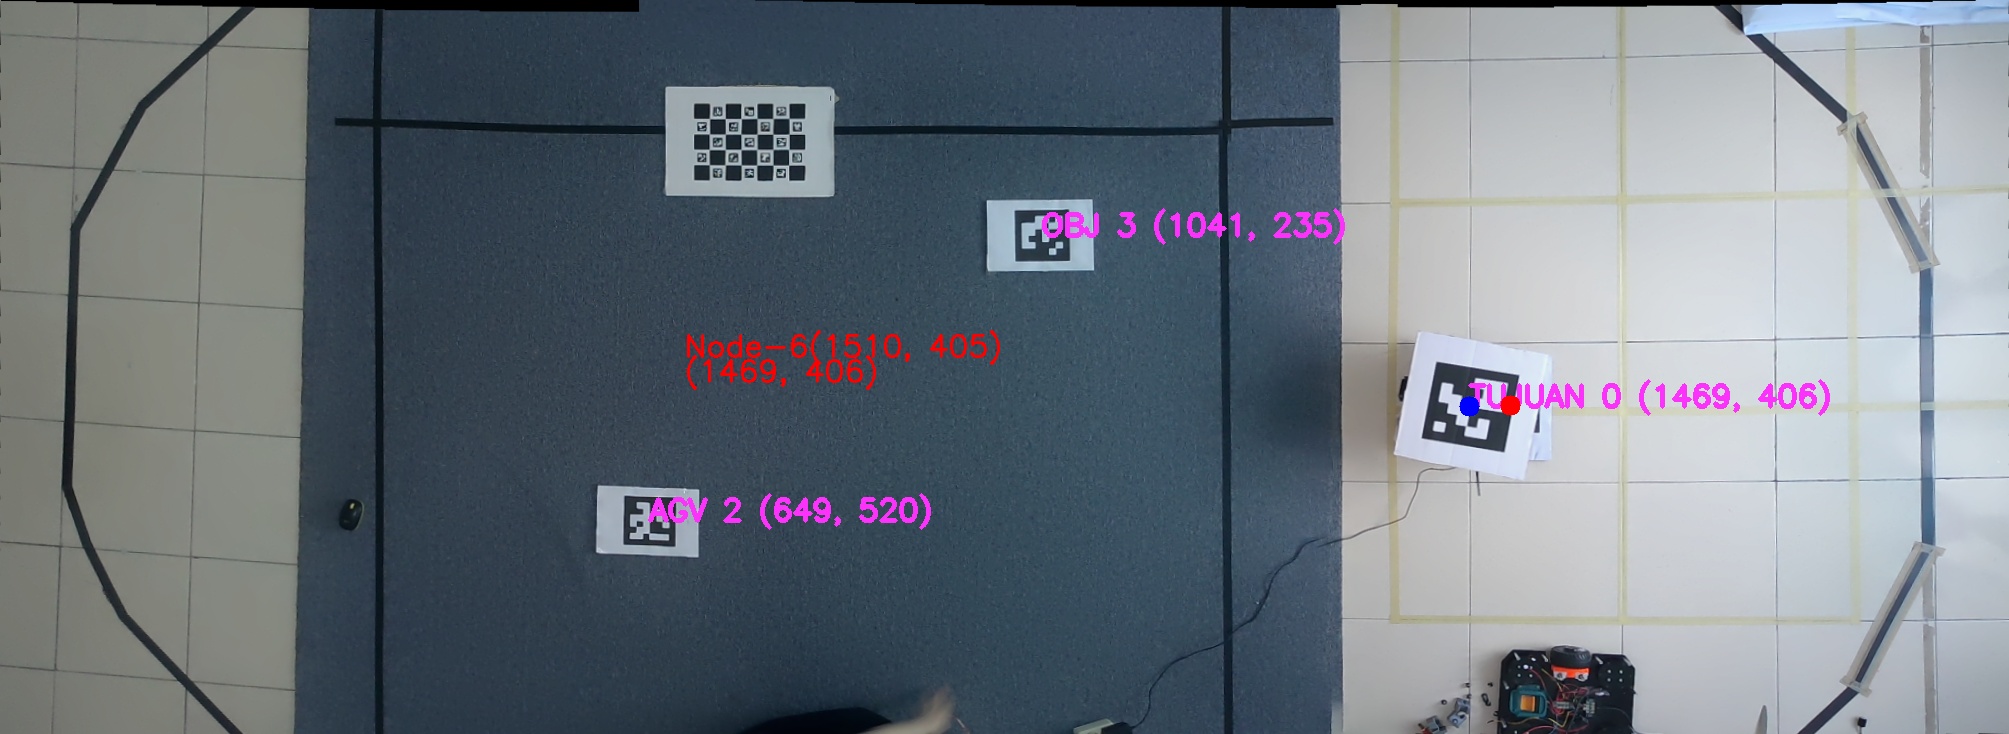 OBJ 3 (1041, 235)
Node-6(1510, 405)
(1469, 406)
TUJUAN 0 (1469, 406)
AGV 2 (649, 520)